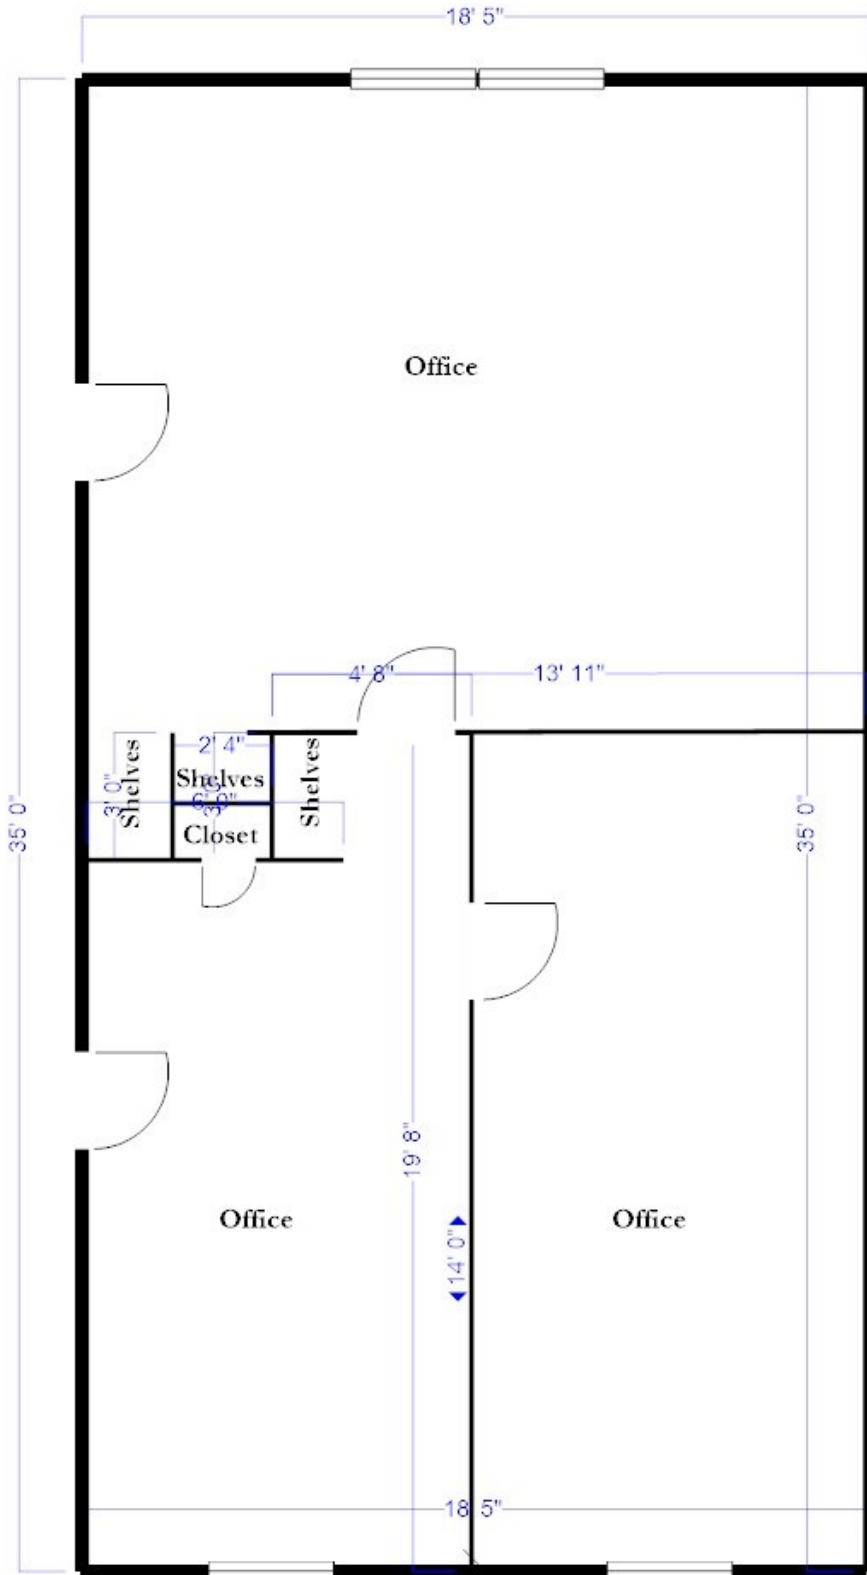 18' 5"
Office
4' 8"
13' 11"
Shelves
2' 4"
Shelves
Shelves
3' 0"
Closet
35' 0"
35' 0"
19' 8"
14' 0"
Office
Office
18' 5"